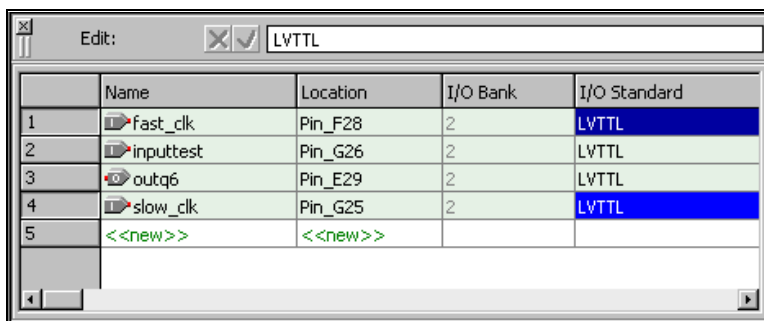 Edit: LVTTL
Name Location I/O Bank I/O Standard
1 fast_clk Pin_F28 2 LVTTL
2 inputtest Pin_G26 2 LVTTL
3 outq6 Pin_E29 2 LVTTL
4 slow_clk Pin_G25 2 LVTTL
5 <<new>> <<new>>